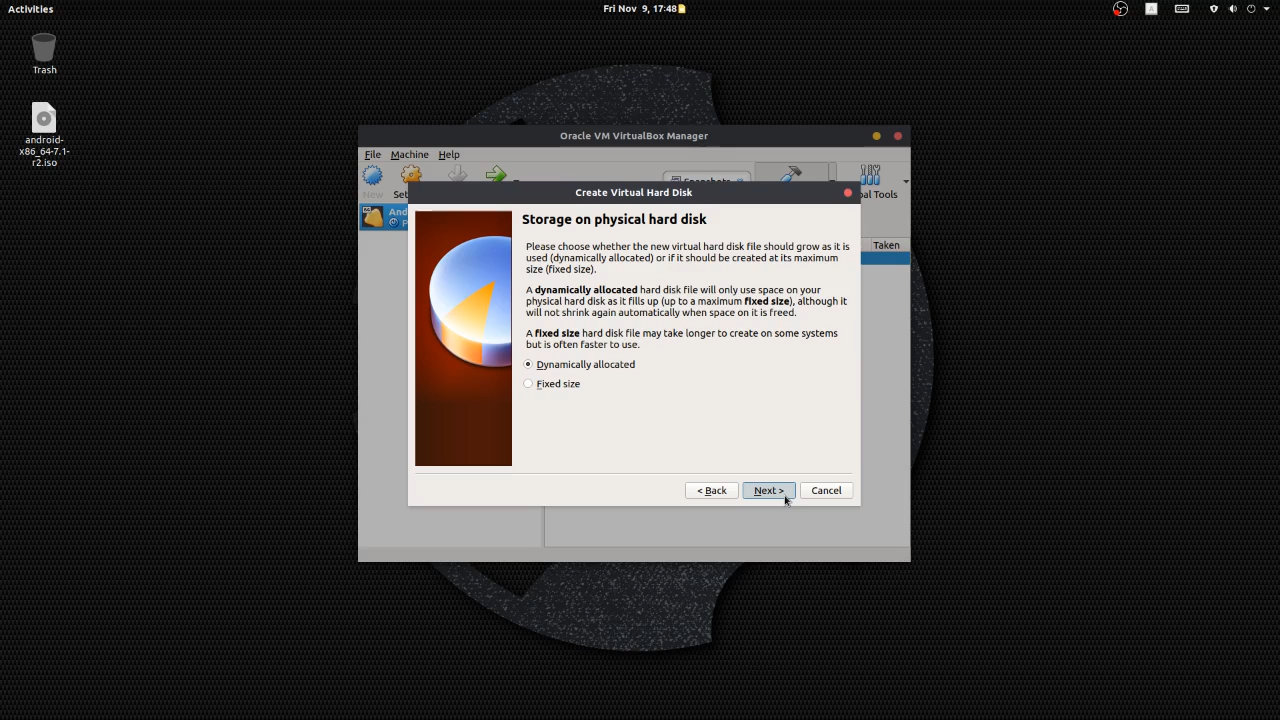 Activities
Fri Nov 9, 17:48
Trash
android-
x86_64-7.1-
r2.iso
Oracle VM VirtualBox Manager
File Machine Help
New
Snapshots
Taken
Create Virtual Hard Disk
Storage on physical hard disk
Please choose whether the new virtual hard disk file should grow as it is
used (dynamically allocated) or if it should be created at its maximum
size (fixed size).
A dynamically allocated hard disk file will only use space on your
physical hard disk as it fills up (up to a maximum fixed size), although it
will not shrink again automatically when space on it is freed.
A fixed size hard disk file may take longer to create on some systems
but is often faster to use.
Dynamically allocated
Fixed size
< Back
Next >
Cancel